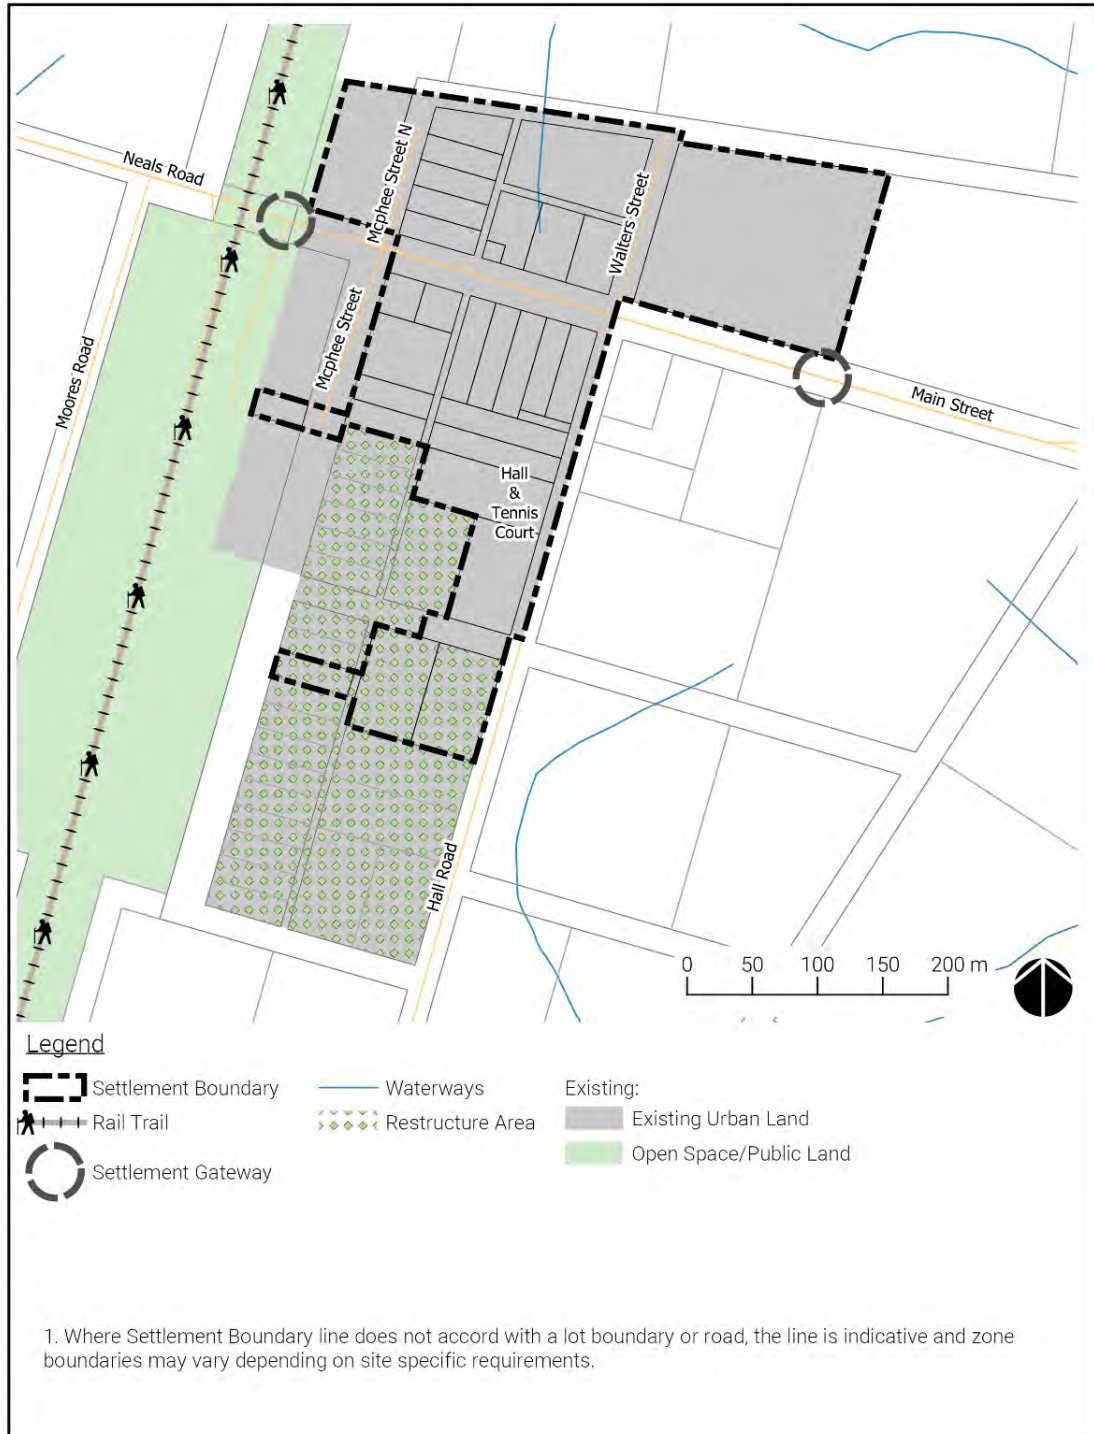 Neals Road
Mcphee Street N
Walters Street
Mcphee Street
Moores Road
Main Street
Hall
&
Tennis
Court
Hall Road
0 50 100 150 200 m
Legend
Settlement Boundary
Rail Trail
Settlement Gateway
Waterways
Restructure Area
Existing:
Existing Urban Land
Open Space/Public Land
1. Where Settlement Boundary line does not accord with a lot boundary or road, the line is indicative and zone
boundaries may vary depending on site specific requirements.